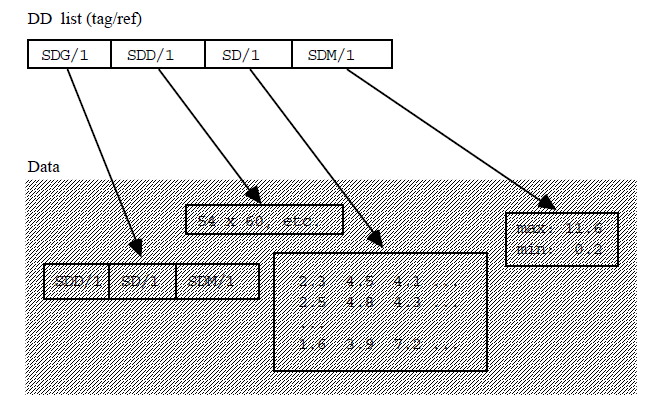 DD list (tag/ref)
SDG/1 SDD/1 SD/1 SDM/1
Data
54 x 60, etc.
max: 11.6
min: 0.2
SDD/1 SD/1 SDM/1
2.3 4.5 4.1 ...
2.5 4.8 4.3 ...
...
1.6 3.9 7.2 ...